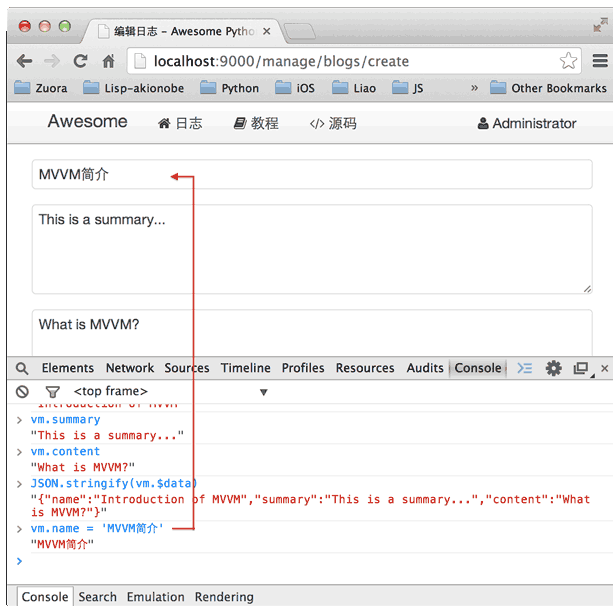 编辑日志 - Awesome Pytho
localhost:9000/manage/blogs/create
Zuora Lisp-akionobe Python iOS Liao JS » Other Bookmarks
Awesome 日志 教程 </> 源码 Administrator
MVVM简介
This is a summary...
What is MVVM?
Elements Network Sources Timeline Profiles Resources Audits Console
<top frame>
"Introduction of MVVM"
> vm.summary
"This is a summary..."
> vm.content
"What is MVVM?"
> JSON.stringify(vm.$data)
"{"name":"Introduction of MVVM","summary":"This is a summary...","content":"What
is MVVM?"}"
> vm.name = 'MVVM简介'
"MVVM简介"
>
Console Search Emulation Rendering